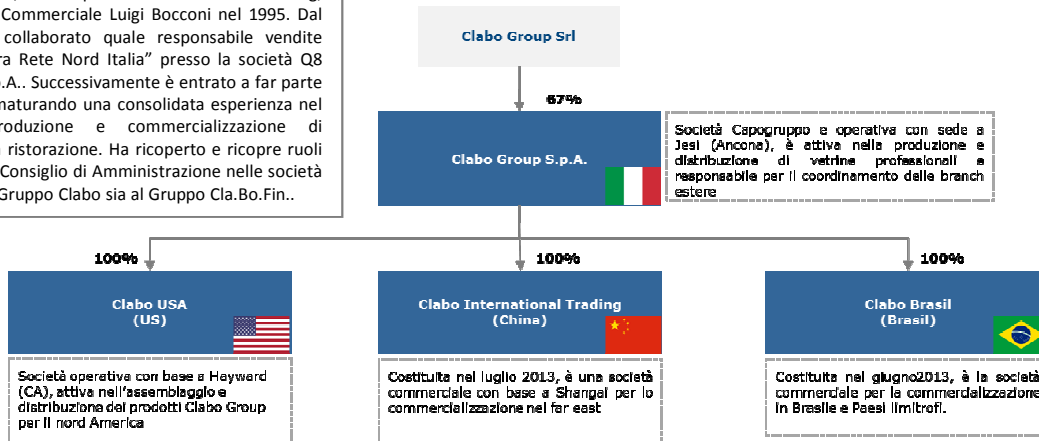 Commerciale Luigi Bocconi nel 1995. Dal
collaborato quale responsabile vendite
Rete Nord Italia” presso la società Q8
Successivamente è entrato a far parte
maturando una consolidata esperienza nel
e commercializzazione di
ristorazione. Ha ricoperto e ricopre ruoli
Consiglio di Amministrazione nelle società
Gruppo Clabo sia al Gruppo Cla.Bo.Fin..
Clabo Group Srl
67%
Clabo Group S.p.A.
Società Capogruppo e operativa con sede a
Jesi (Ancona), è attiva nella produzione e
distribuzione di vetrine professionali e
responsabile per il coordinamento delle branch
estere
100%
100%
100%
Clabo USA
(US)
Clabo International Trading
(China)
Clabo Brasil
(Brasil)
Società operativa con base a Hayward
(CA), attiva nell'assemblaggio e
distribuzione dei prodotti Clabo Group
per il nord America
Costituita nel luglio 2013, è una società
commerciale con base a Shangai per lo
commercializzazione nel far east
Costituita nel giugno2013, è la società
commerciale per la commercializzazione
in Brasile e Paesi limitrofi.